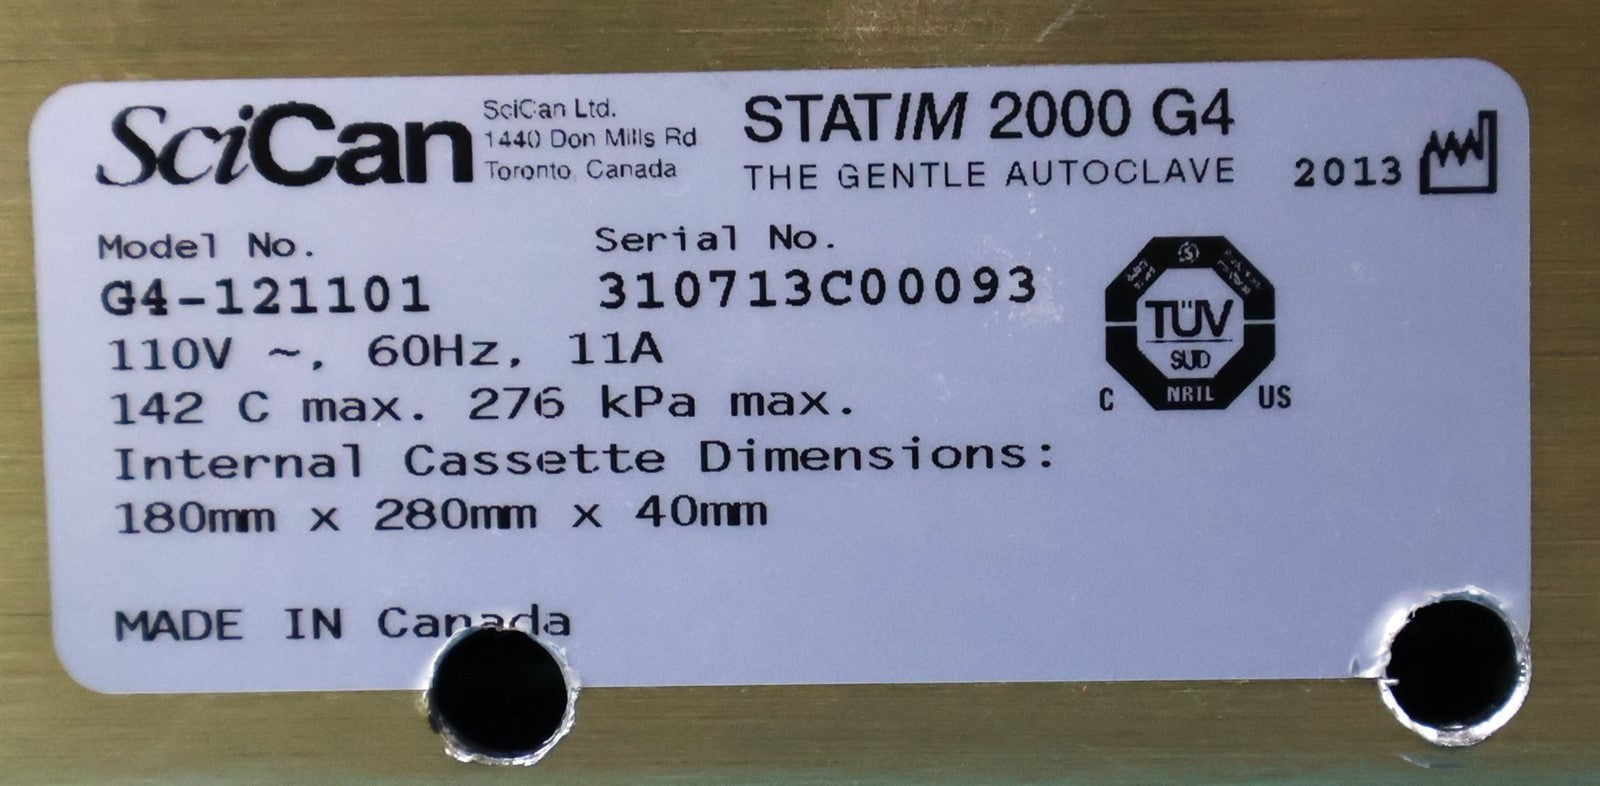 SciCan
SciCan Ltd.
1440 Don Mills Rd
Toronto, Canada
STATIM 2000 G4
THE GENTLE AUTOCLAVE
2013
Model No.
G4-121101
Serial No.
310713C00093
110V ~, 60Hz, 11A
142 C max. 276 kPa max.
Internal Cassette Dimensions:
180mm x 280mm x 40mm
MADE IN Canada
TÜV
SUD
NRTL
C US